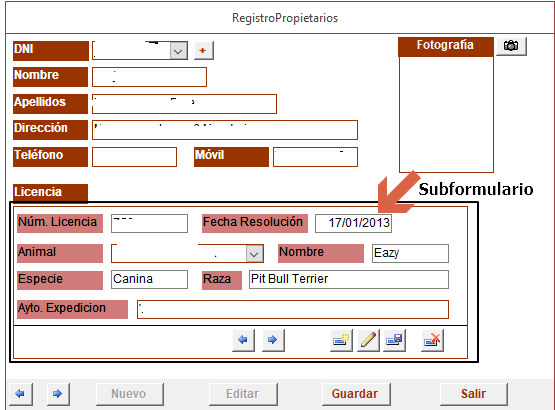 RegistroPropietarios
DNI
+
Fotografía
Nombre
Apellidos
Dirección
Teléfono Móvil
Licencia
Subformulario
Núm. Licencia Fecha Resolución 17/01/2013
Animal Nombre Eazy
Especie Canina Raza Pit Bull Terrier
Ayto. Expedicion
Nuevo Editar Guardar Salir